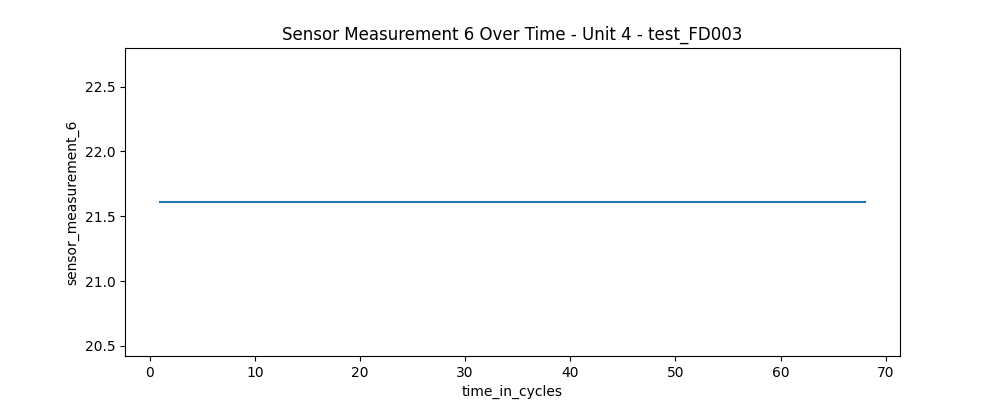 Sensor Measurement 6 Over Time - Unit 4 - test_FD003
sensor_measurement_6
22.5
22.0
21.5
21.0
20.5
0 10 20 30 40 50 60 70
time_in_cycles